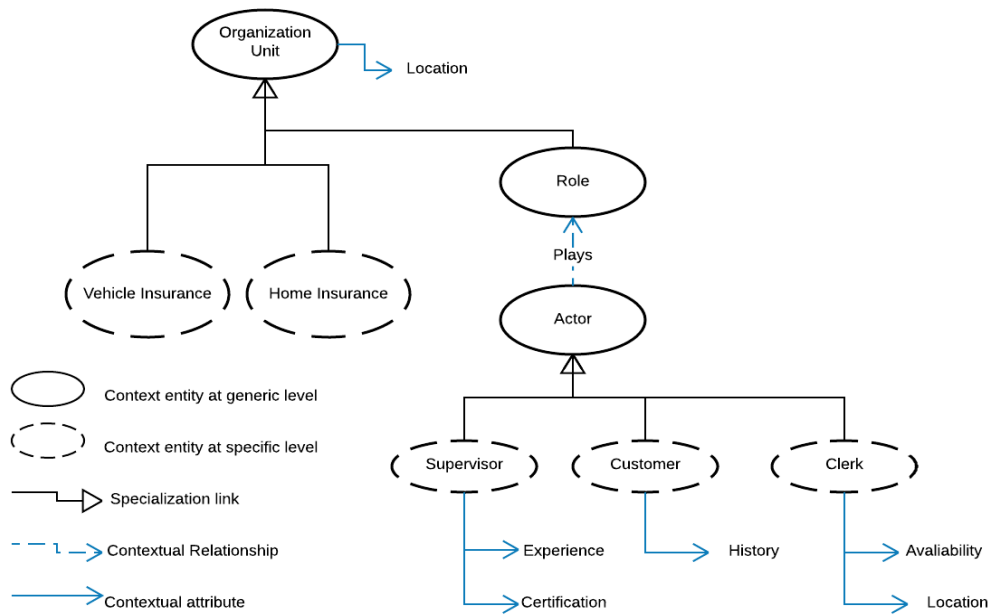 Organization
Unit
Location
Role
Plays
Vehicle Insurance
Home Insurance
Actor
Context entity at generic level
Context entity at specific level
Supervisor
Customer
Clerk
Specialization link
Contextual Relationship
Experience
History
Avaliability
Contextual attribute
Certification
Location